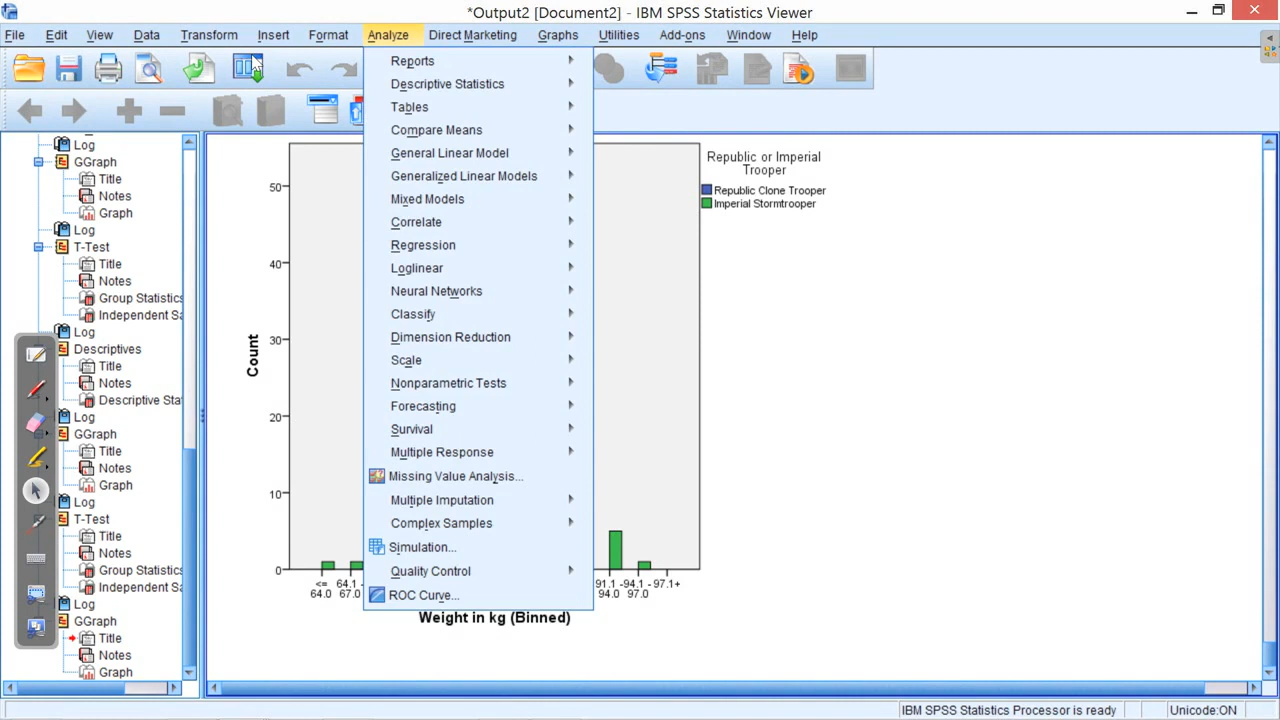 *Output2 [Document2] - IBM SPSS Statistics Viewer
File Edit View Data Transform Insert Format Analyze Direct Marketing Graphs Utilities Add-ons Window Help
Reports
Descriptive Statistics
Tables
Compare Means
General Linear Model
Generalized Linear Models
Mixed Models
Correlate
Regression
Loglinear
Neural Networks
Classify
Dimension Reduction
Scale
Nonparametric Tests
Forecasting
Survival
Multiple Response
Missing Value Analysis...
Multiple Imputation
Complex Samples
Simulation...
Quality Control
ROC Curve...
Log
GGraph
Title
Notes
Graph
Log
T-Test
Title
Notes
Group Statistics
Independent Sa
Log
Descriptives
Title
Notes
Descriptive Sta
Log
GGraph
Title
Notes
Graph
Log
T-Test
Title
Notes
Group Statistics
Independent Sa
Log
GGraph
Title
Notes
Graph
Count
50
40
30
20
10
0
<= 64.1 - 91.1 - 94.1 - 97.1+
64.0 67.0 94.0 97.0
Weight in kg (Binned)
Republic or Imperial
Trooper
Republic Clone Trooper
Imperial Stormtrooper
IBM SPSS Statistics Processor is ready
Unicode:ON